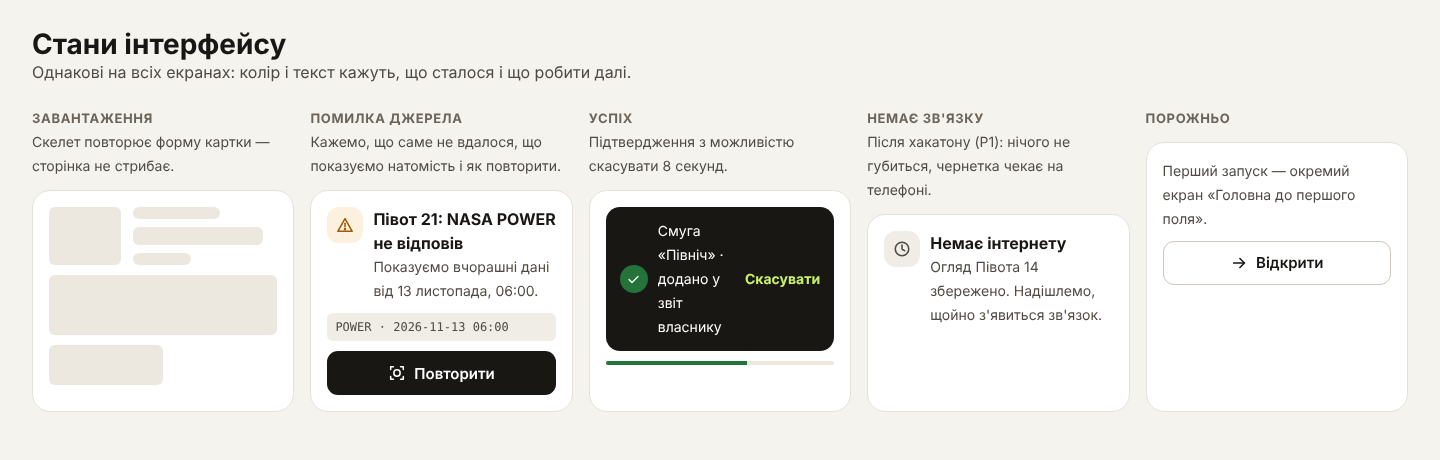 Стани інтерфейсу
Однакові на всіх екранах: колір і текст кажуть, що сталося і що робити далі.
ЗАВАНТАЖЕННЯ
Скелет повторює форму картки —
сторінка не стрибає.
ПОМИЛКА ДЖЕРЕЛА
Кажемо, що саме не вдалося, що
показуємо натомість і як повторити.
Півот 21: NASA POWER
не відповів
Показуємо вчорашні дані
від 13 листопада, 06:00.
POWER · 2026-11-13 06:00
Повторити
УСПІХ
Підтвердження з можливістю
скасувати 8 секунд.
Смуга
«Північ» ·
додано у
звіт
власнику
Скасувати
НЕМАЄ ЗВ'ЯЗКУ
Після хакатону (P1): нічого не
губиться, чернетка чекає на
телефоні.
Немає інтернету
Огляд Півота 14
збережено. Надішлемо,
щойно з'явиться зв'язок.
ПОРОЖНЬО
Перший запуск — окремий
екран «Головна до першого
поля».
Відкрити